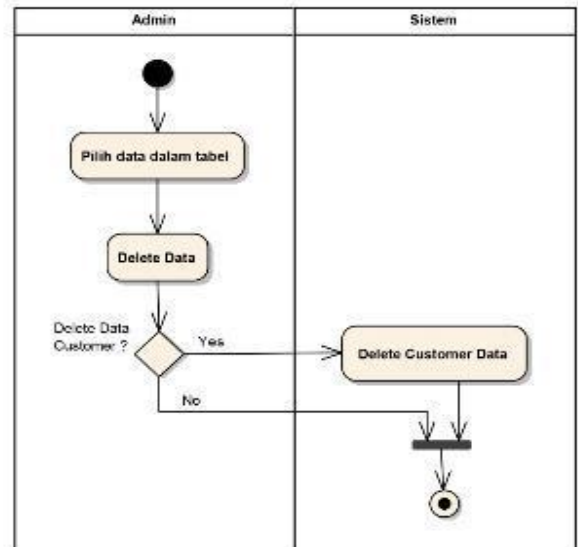 Admin
Sistem
Pilih data dalam tabel
Delete Data
Delete Data
Customer ?
Yes
Delete Customer Data
No